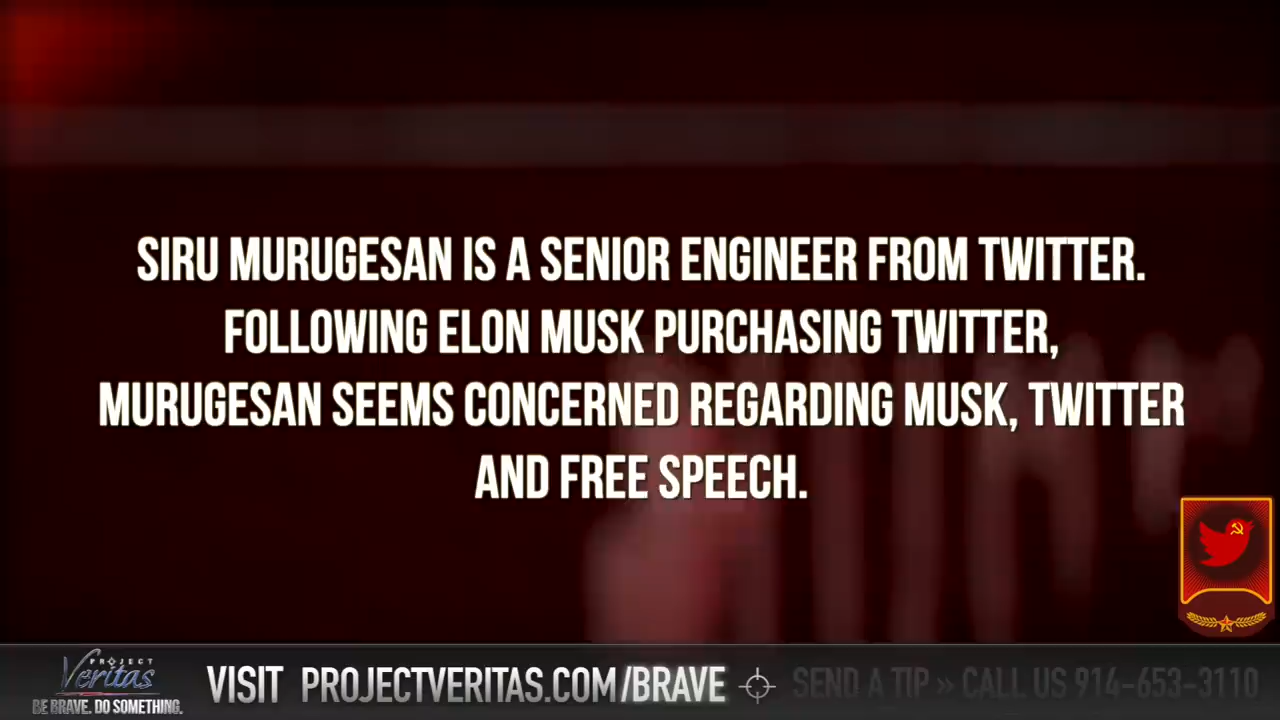 SIRU MURUGESAN IS A SENIOR ENGINEER FROM TWITTER.
FOLLOWING ELON MUSK PURCHASING TWITTER,
MURUGESAN SEEMS CONCERNED REGARDING MUSK, TWITTER
AND FREE SPEECH.
PROJECT
Veritas
BE BRAVE. DO SOMETHING.
VISIT PROJECTVERITAS.COM/BRAVE
SEND A TIP » CALL US 914-653-3110